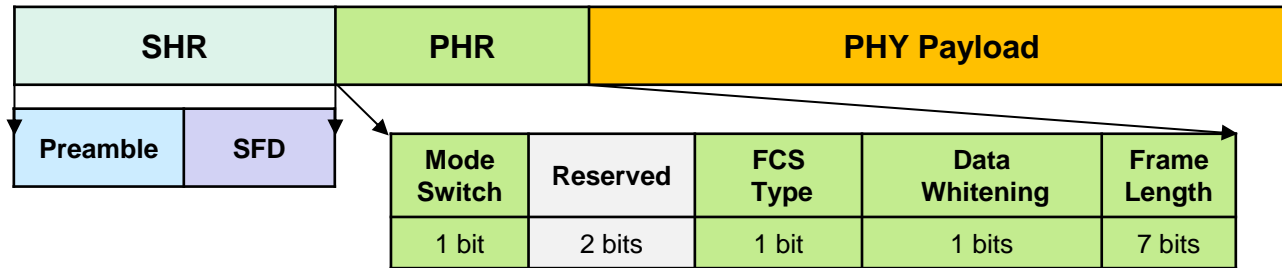 SHR PHR PHY Payload
Preamble SFD
Mode Switch Reserved FCS Type Data Whitening Frame Length
1 bit 2 bits 1 bit 1 bits 7 bits